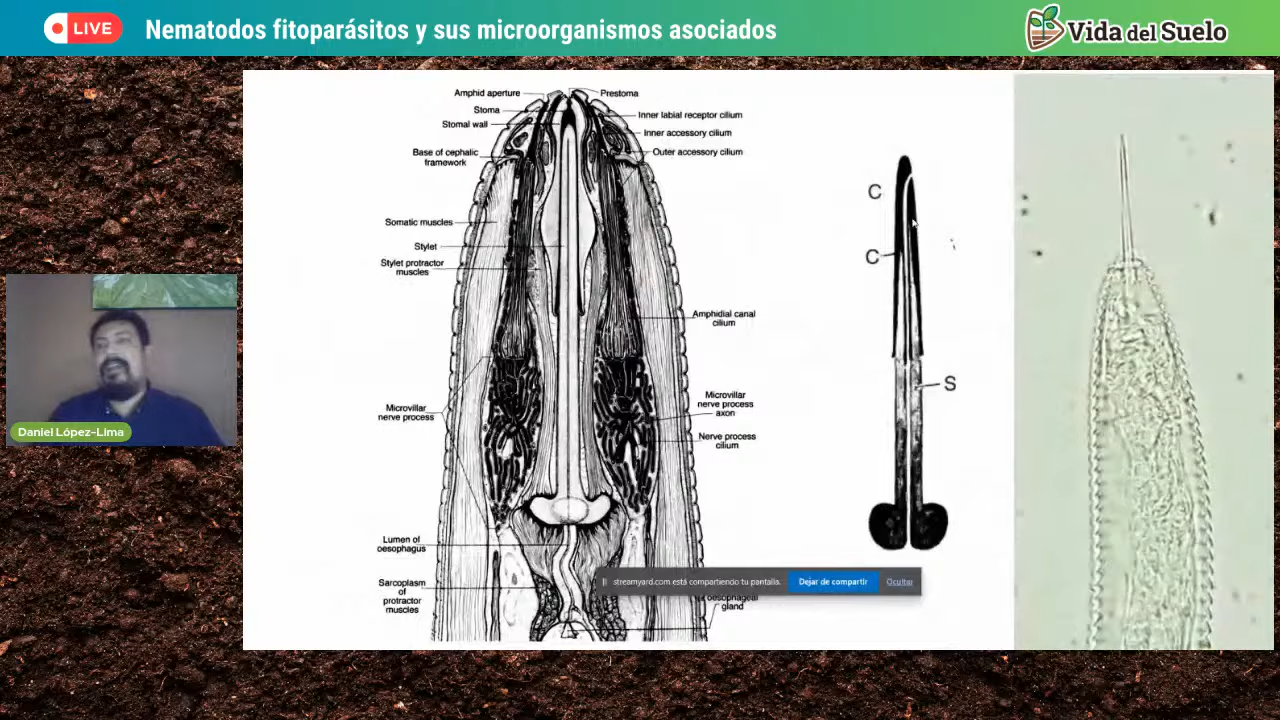 LIVE
Nematodos fitoparásitos y sus microorganismos asociados
Vida del Suelo
Amphid aperture
Stoma
Stomal wall
Base of cephalic
framework
Somatic muscles
Stylet
Stylet protractor
muscles
Microvillar
nerve process
Lumen of
oesophagus
Sarcoplasm
of
protractor
muscles
Prestoma
Inner labial receptor cilium
Inner accessory cilium
Outer accessory cilium
Amphidial canal
cilium
Microvillar
nerve process
axon
Nerve process
cilium
oesophageal
gland
C
C
S
Daniel López-Lima
streamyard.com está compartiendo tu pantalla.
Dejar de compartir
Ocultar